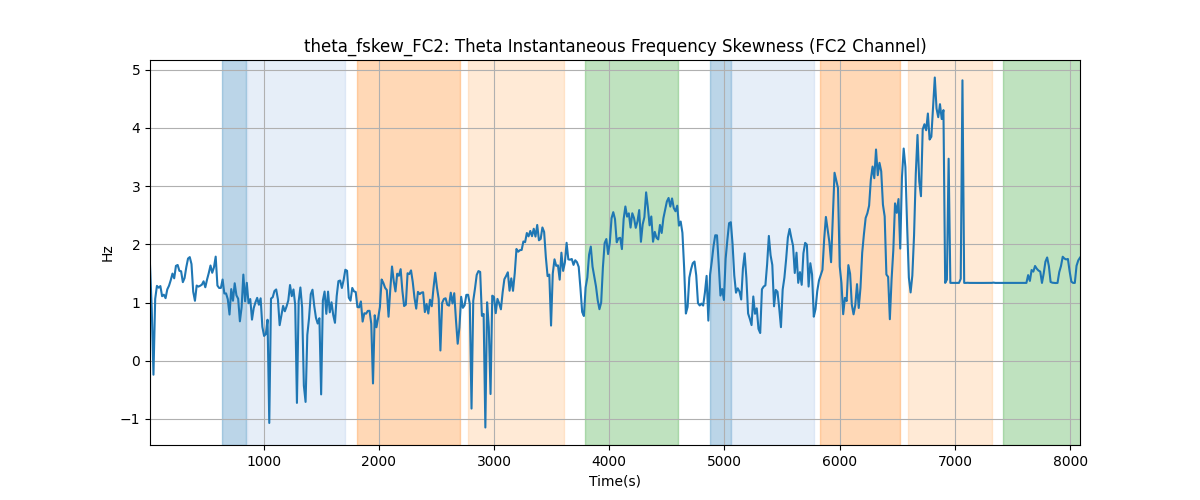 theta_fskew_FC2: Theta Instantaneous Frequency Skewness (FC2 Channel)
5
4
3
2
1
0
−1
Hz
1000 2000 3000 4000 5000 6000 7000 8000
Time(s)